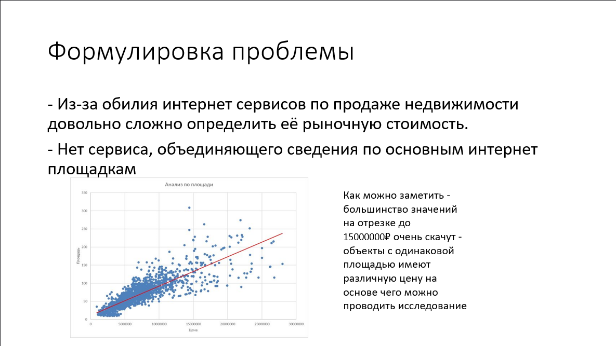 Формулировка проблемы
- Из-за обилия интернет сервисов по продаже недвижимости
довольно сложно определить её рыночную стоимость.
- Нет сервиса, объединяющего сведения по основным интернет
площадкам
Анализ по площади
Площадь
Цена
Как можно заметить -
большинство значений
на отрезке до
15000000₽ очень скачут -
объекты с одинаковой
площадью имеют
различную цену на
основе чего можно
проводить исследование